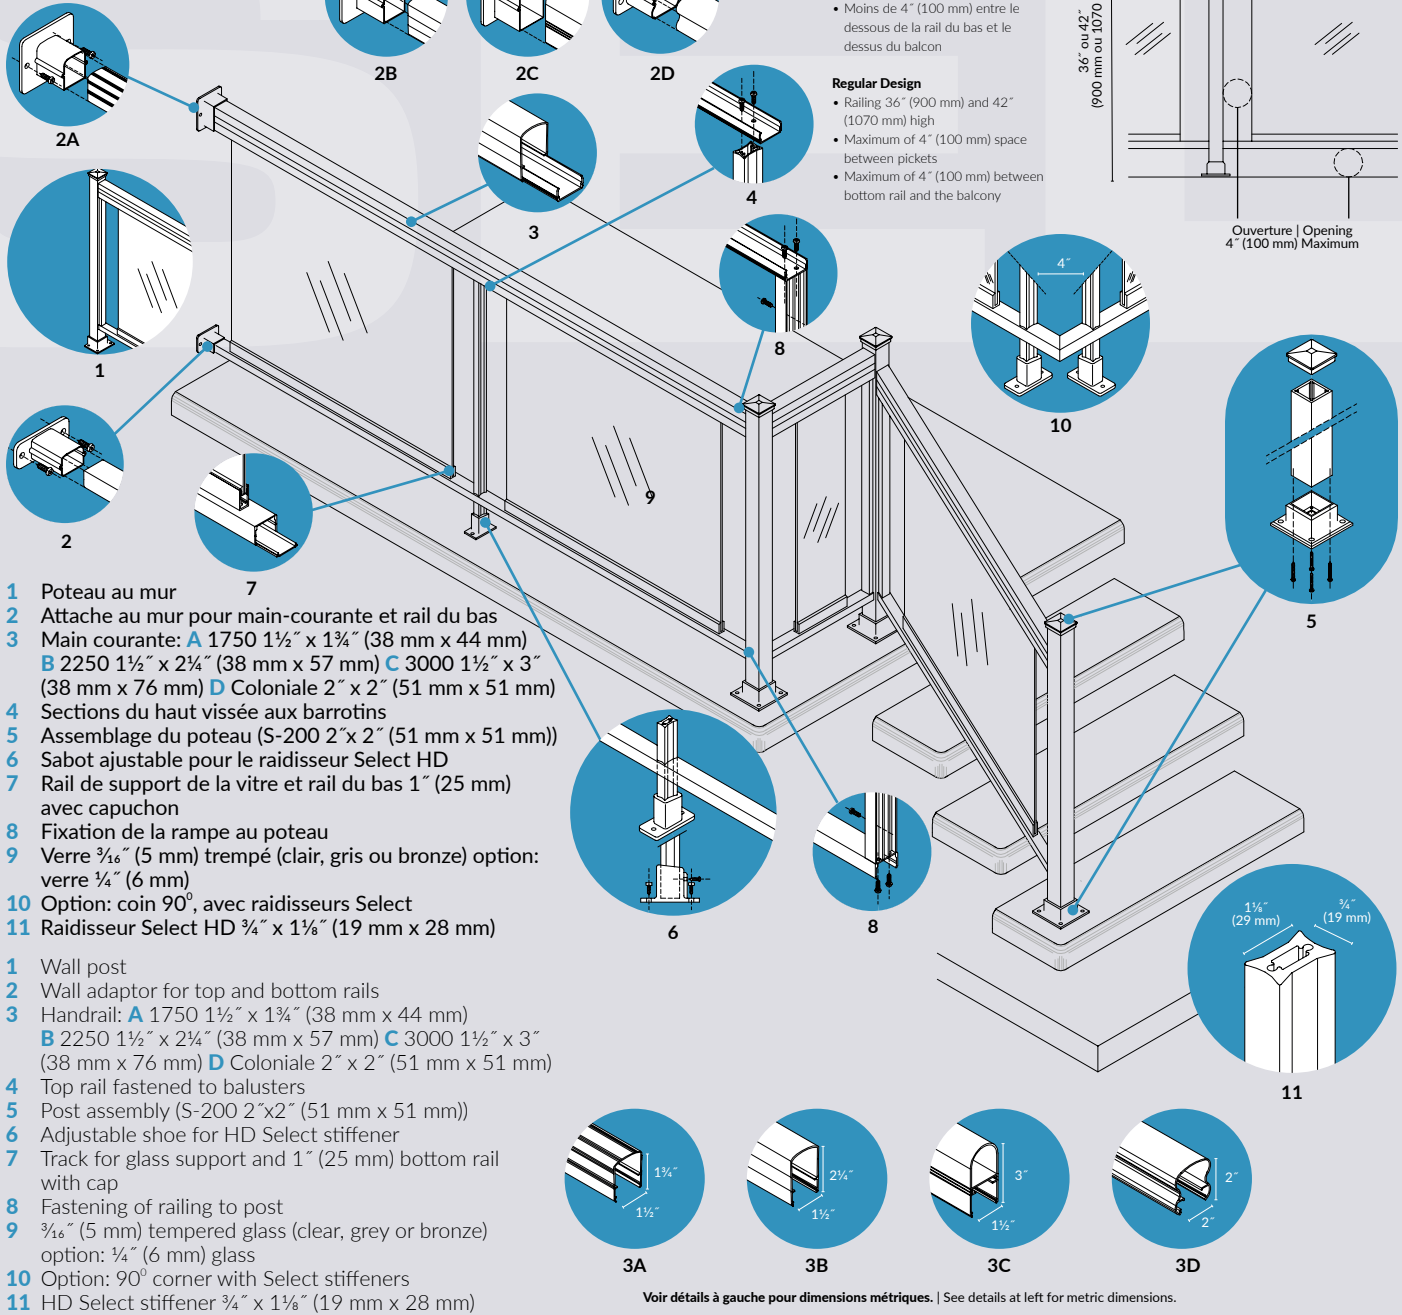 2A
2B
2C
2D
• Moins de 4˝ (100 mm) entre le
dessous de la rail du bas et le
dessus du balcon
Regular Design
• Railing 36˝ (900 mm) and 42˝
(1070 mm) high
• Maximum of 4˝ (100 mm) space
between pickets
• Maximum of 4˝ (100 mm) between
bottom rail and the balcony
36˝ ou 42˝
(900 mm ou 1070
Ouverture | Opening
4˝ (100 mm) Maximum
1
2
3
4
8
4˝
10
9
7
5
6
8
1⅛˝
(29 mm)
¾˝
(19 mm)
11
1 Poteau au mur
2 Attache au mur pour main-courante et rail du bas
3 Main courante: A 1750 1½˝ x 1¾˝ (38 mm x 44 mm)
B 2250 1½˝ x 2¼˝ (38 mm x 57 mm) C 3000 1½˝ x 3˝
(38 mm x 76 mm) D Coloniale 2˝ x 2˝ (51 mm x 51 mm)
4 Sections du haut vissée aux barrotins
5 Assemblage du poteau (S-200 2˝x 2˝ (51 mm x 51 mm))
6 Sabot ajustable pour le raidisseur Select HD
7 Rail de support de la vitre et rail du bas 1˝ (25 mm)
avec capuchon
8 Fixation de la rampe au poteau
9 Verre 3⁄16˝ (5 mm) trempé (clair, gris ou bronze) option:
verre ¼˝ (6 mm)
10 Option: coin 90⁰, avec raidisseurs Select
11 Raidisseur Select HD ¾˝ x 1⅛˝ (19 mm x 28 mm)
1 Wall post
2 Wall adaptor for top and bottom rails
3 Handrail: A 1750 1½˝ x 1¾˝ (38 mm x 44 mm)
B 2250 1½˝ x 2¼˝ (38 mm x 57 mm) C 3000 1½˝ x 3˝
(38 mm x 76 mm) D Coloniale 2˝ x 2˝ (51 mm x 51 mm)
4 Top rail fastened to balusters
5 Post assembly (S-200 2˝x2˝ (51 mm x 51 mm))
6 Adjustable shoe for HD Select stiffener
7 Track for glass support and 1˝ (25 mm) bottom rail
with cap
8 Fastening of railing to post
9 3⁄16˝ (5 mm) tempered glass (clear, grey or bronze)
option: ¼˝ (6 mm) glass
10 Option: 90⁰ corner with Select stiffeners
11 HD Select stiffener ¾˝ x 1⅛˝ (19 mm x 28 mm)
1¾˝
1½˝
3A
2¼˝
1½˝
3B
3˝
1½˝
3C
2˝
2˝
3D
Voir détails à gauche pour dimensions métriques. | See details at left for metric dimensions.